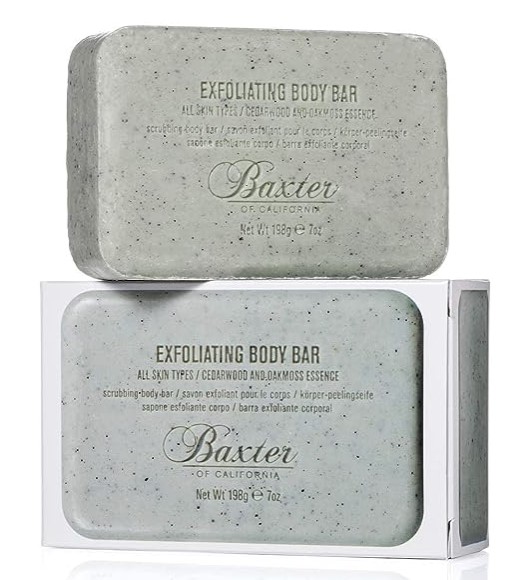 EXFOLIATING BODY BAR
ALL SKIN TYPES / CEDARWOOD AND OAKMOSS ESSENCE
scrubbing-body bar / savon exfoliant pour le corps / körper-peelingseife
sapone esfoliante corpo / barra exfoliante corporal
Baxter
OF CALIFORNIA
Net Wt 198g ℮ 7oz
EXFOLIATING BODY BAR
ALL SKIN TYPES / CEDARWOOD AND OAKMOSS ESSENCE
scrubbing-body-bar / savon exfoliant pour le corps / körper-peelingseife
sapone esfoliante corpo / barra exfoliante corporal
Baxter
OF CALIFORNIA
Net Wt 198g ℮ 7oz